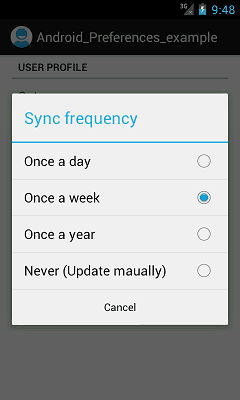 3G 9:48
Android_Preferences_example
USER PROFILE
Sync frequency
Once a day
Once a week
Once a year
Never (Update maually)
Cancel